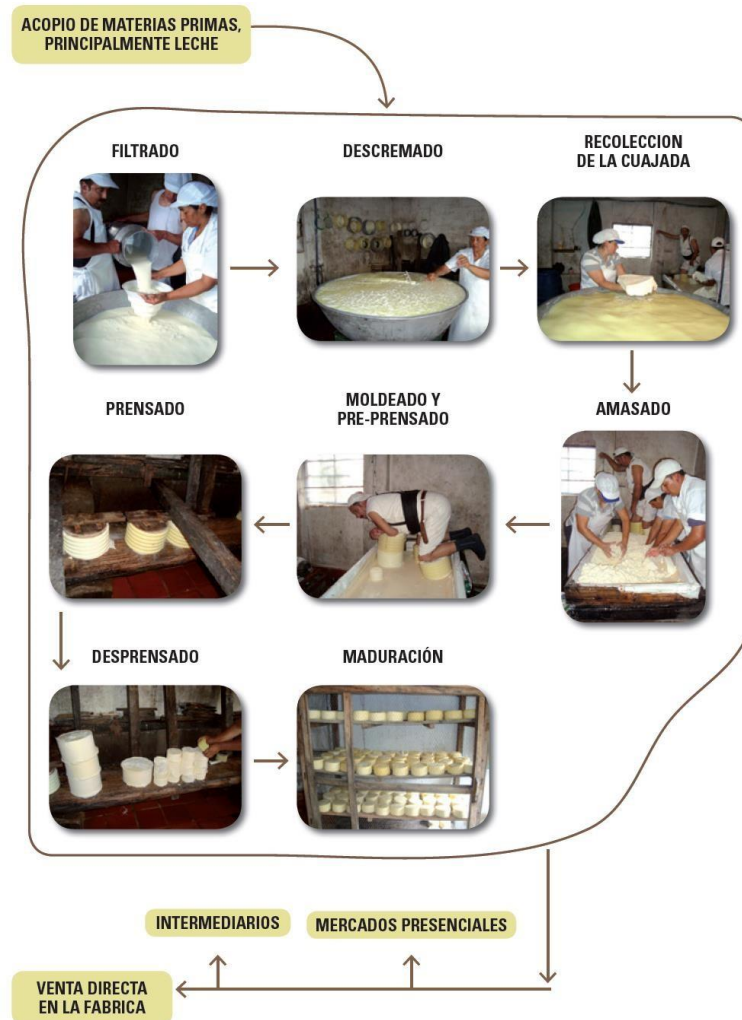 ACOPIO DE MATERIAS PRIMAS,
PRINCIPALMENTE LECHE
FILTRADO
DESCREMADO
RECOLECCION
DE LA CUAJADA
PRENSADO
MOLDEADO Y
PRE-PRENSADO
AMASADO
DESPRENSADO
MADURACIÓN
INTERMEDIARIOS
MERCADOS PRESENCIALES
VENTA DIRECTA
EN LA FABRICA